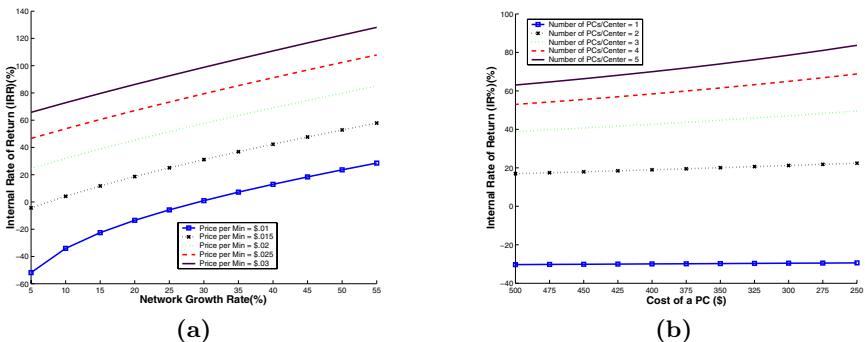 140
120
100
80
60
40
20
0
−20
−40
−60
Internal Rate of Return (IRR)(%)
Price per Min = $.01
Price per Min = $.015
Price per Min = $.02
Price per Min = $.025
Price per Min = $.03
5 10 15 20 25 30 35 40 45 50 55
Network Growth Rate(%)
(a)
100
80
60
40
20
0
−20
−40
Internal Rate of Return (IR%)(%)
Number of PCs/Center = 1
Number of PCs/Center = 2
Number of PCs/Center = 3
Number of PCs/Center = 4
Number of PCs/Center = 5
500 475 450 425 400 375 350 325 300 275 250
Cost of a PC ($)
(b)